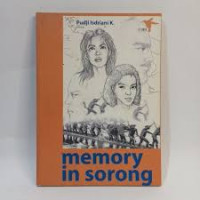 Pudji Isdriani K.
memory
in sorong